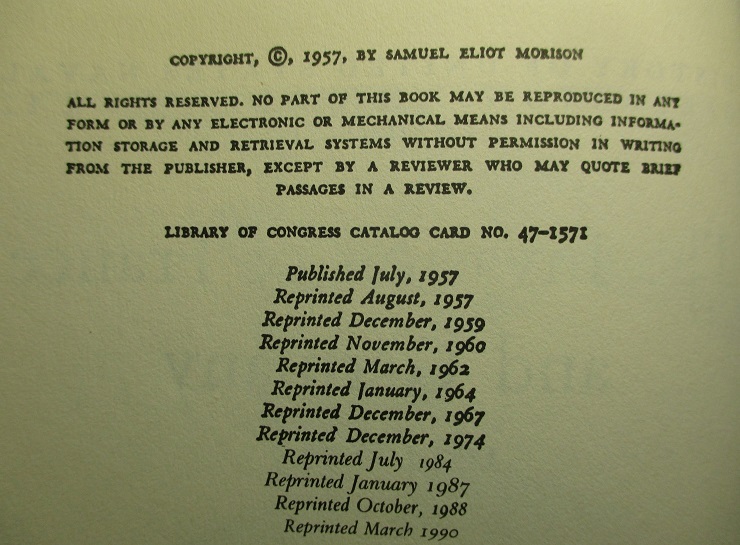 COPYRIGHT, ©, 1957, BY SAMUEL ELIOT MORISON
ALL RIGHTS RESERVED. NO PART OF THIS BOOK MAY BE REPRODUCED IN ANY
FORM OR BY ANY ELECTRONIC OR MECHANICAL MEANS INCLUDING INFORMA-
TION STORAGE AND RETRIEVAL SYSTEMS WITHOUT PERMISSION IN WRITING
FROM THE PUBLISHER, EXCEPT BY A REVIEWER WHO MAY QUOTE BRIEF
PASSAGES IN A REVIEW.
LIBRARY OF CONGRESS CATALOG CARD NO. 47–1571
Published July, 1957
Reprinted August, 1957
Reprinted December, 1959
Reprinted November, 1960
Reprinted March, 1962
Reprinted January, 1964
Reprinted December, 1967
Reprinted December, 1974
Reprinted July 1984
Reprinted January 1987
Reprinted October, 1988
Reprinted March 1990